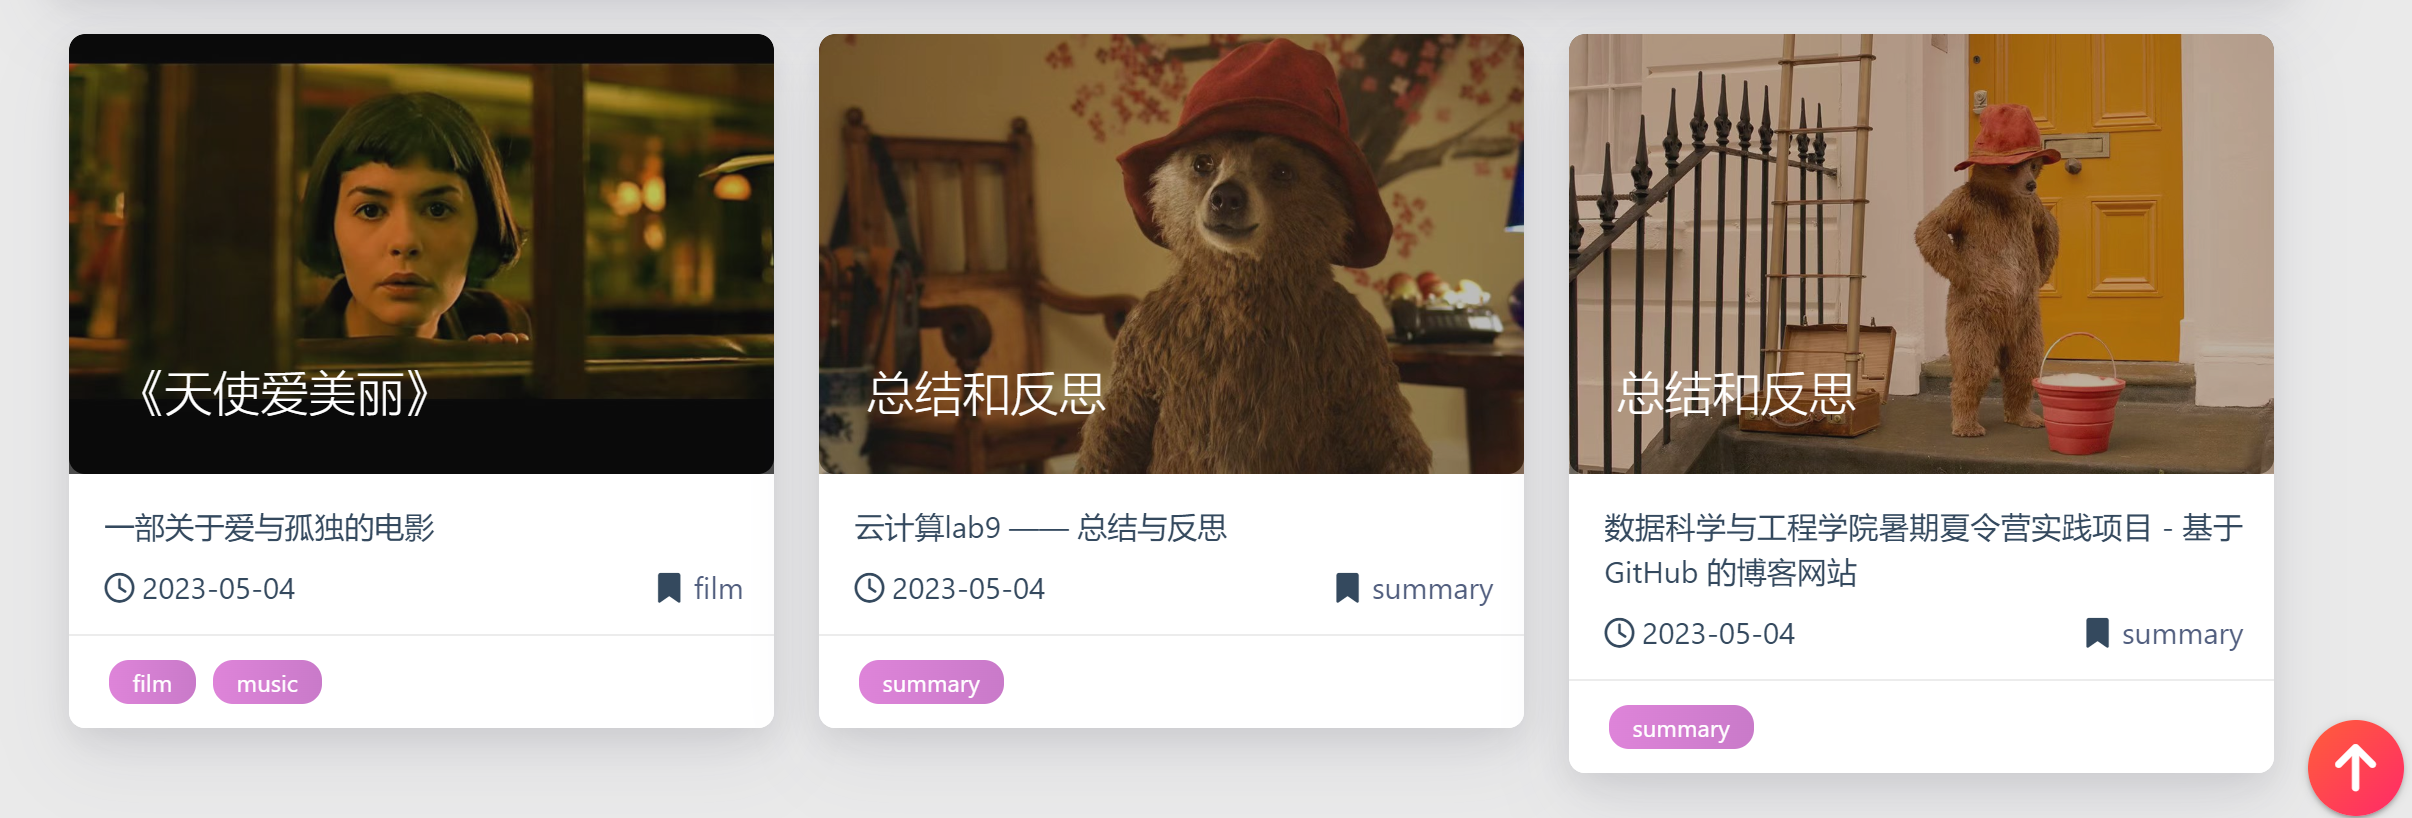 《天使爱美丽》
一部关于爱与孤独的电影
2023-05-04
film
film
music
总结和反思
云计算lab9 —— 总结与反思
2023-05-04
summary
summary
总结和反思
数据科学与工程学院暑期夏令营实践项目 - 基于
GitHub 的博客网站
2023-05-04
summary
summary